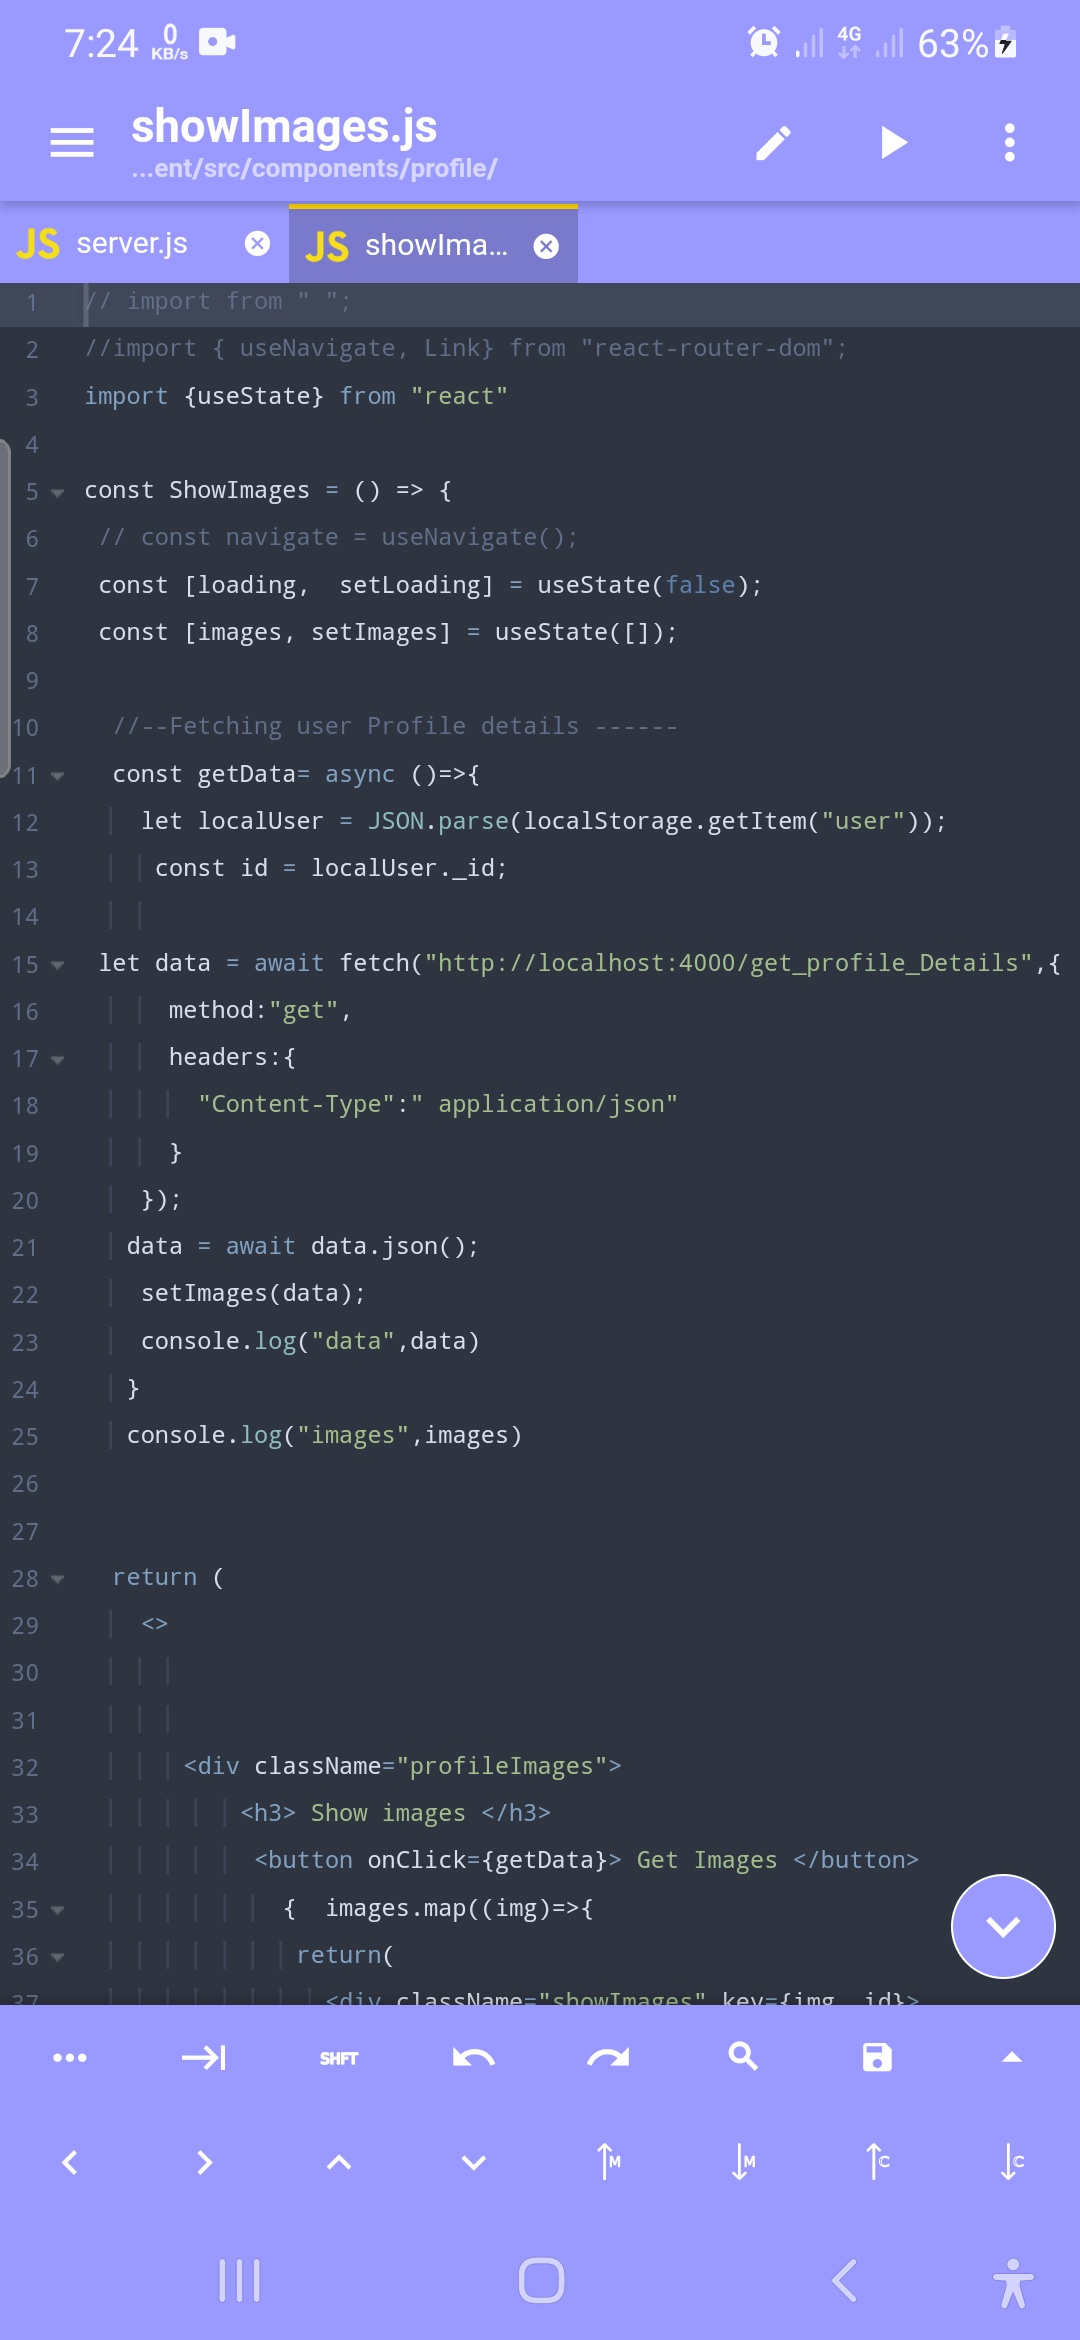 7:24 0 KB/s 4G 63%
showImages.js
...ent/src/components/profile/
JS server.js JS showIma...
1 // import from " ";
2 //import { useNavigate, Link} from "react-router-dom";
3 import {useState} from "react"
4
5 const ShowImages = () => {
6 // const navigate = useNavigate();
7 const [loading,  setLoading] = useState(false);
8 const [images, setImages] = useState([]);
9
10 //--Fetching user Profile details ------
11 const getData= async ()=>{
12 let localUser = JSON.parse(localStorage.getItem("user"));
13 const id = localUser._id;
14
15 let data = await fetch("http://localhost:4000/get_profile_Details",{
16 method:"get",
17 headers:{
18 "Content-Type":" application/json"
19 }
20 });
21 data = await data.json();
22 setImages(data);
23 console.log("data",data)
24 }
25 console.log("images",images)
26
27
28 return (
29 <>
30
31
32 <div className="profileImages">
33 <h3> Show images </h3>
34 <button onClick={getData}> Get Images </button>
35 {  images.map((img)=>{
36 return(
37 <div className="showImages" key={img._id}>
SHFT
M M C C